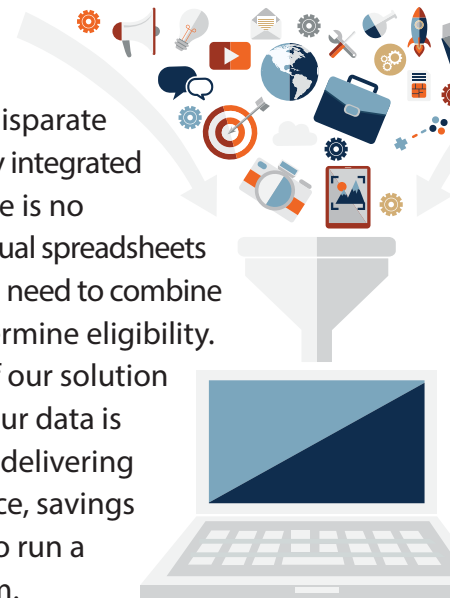 isparate
y integrated
e is no
ual spreadsheets
need to combine
ermine eligibility.
f our solution
ur data is
delivering
ce, savings
o run a
n.